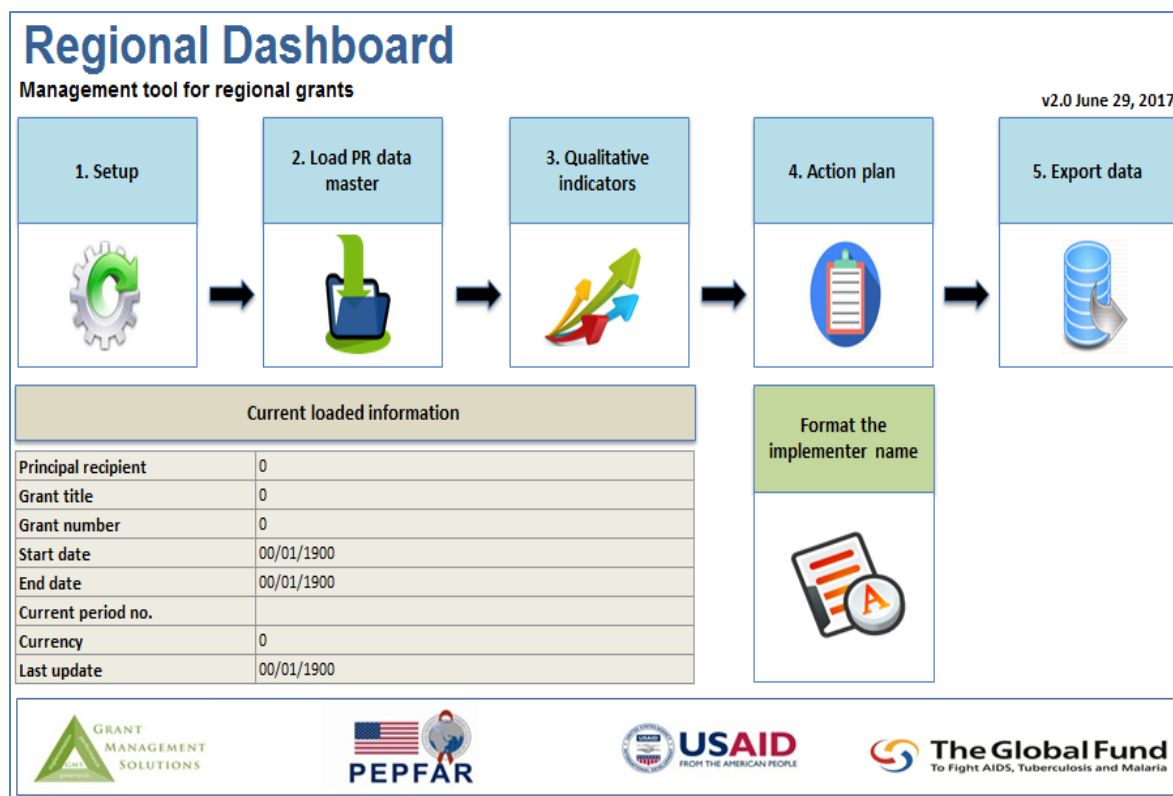 Regional Dashboard
Management tool for regional grants
v2.0 June 29, 2017
1. Setup
2. Load PR data
master
3. Qualitative
indicators
4. Action plan
5. Export data
Current loaded information
Principal recipient 0
Grant title 0
Grant number 0
Start date 00/01/1900
End date 00/01/1900
Current period no.
Currency 0
Last update 00/01/1900
Format the
implementer name
A
GRANT
MANAGEMENT
SOLUTIONS
GMS
PEPFAR
USAID
FROM THE AMERICAN PEOPLE
The Global Fund
To Fight AIDS, Tuberculosis and Malaria